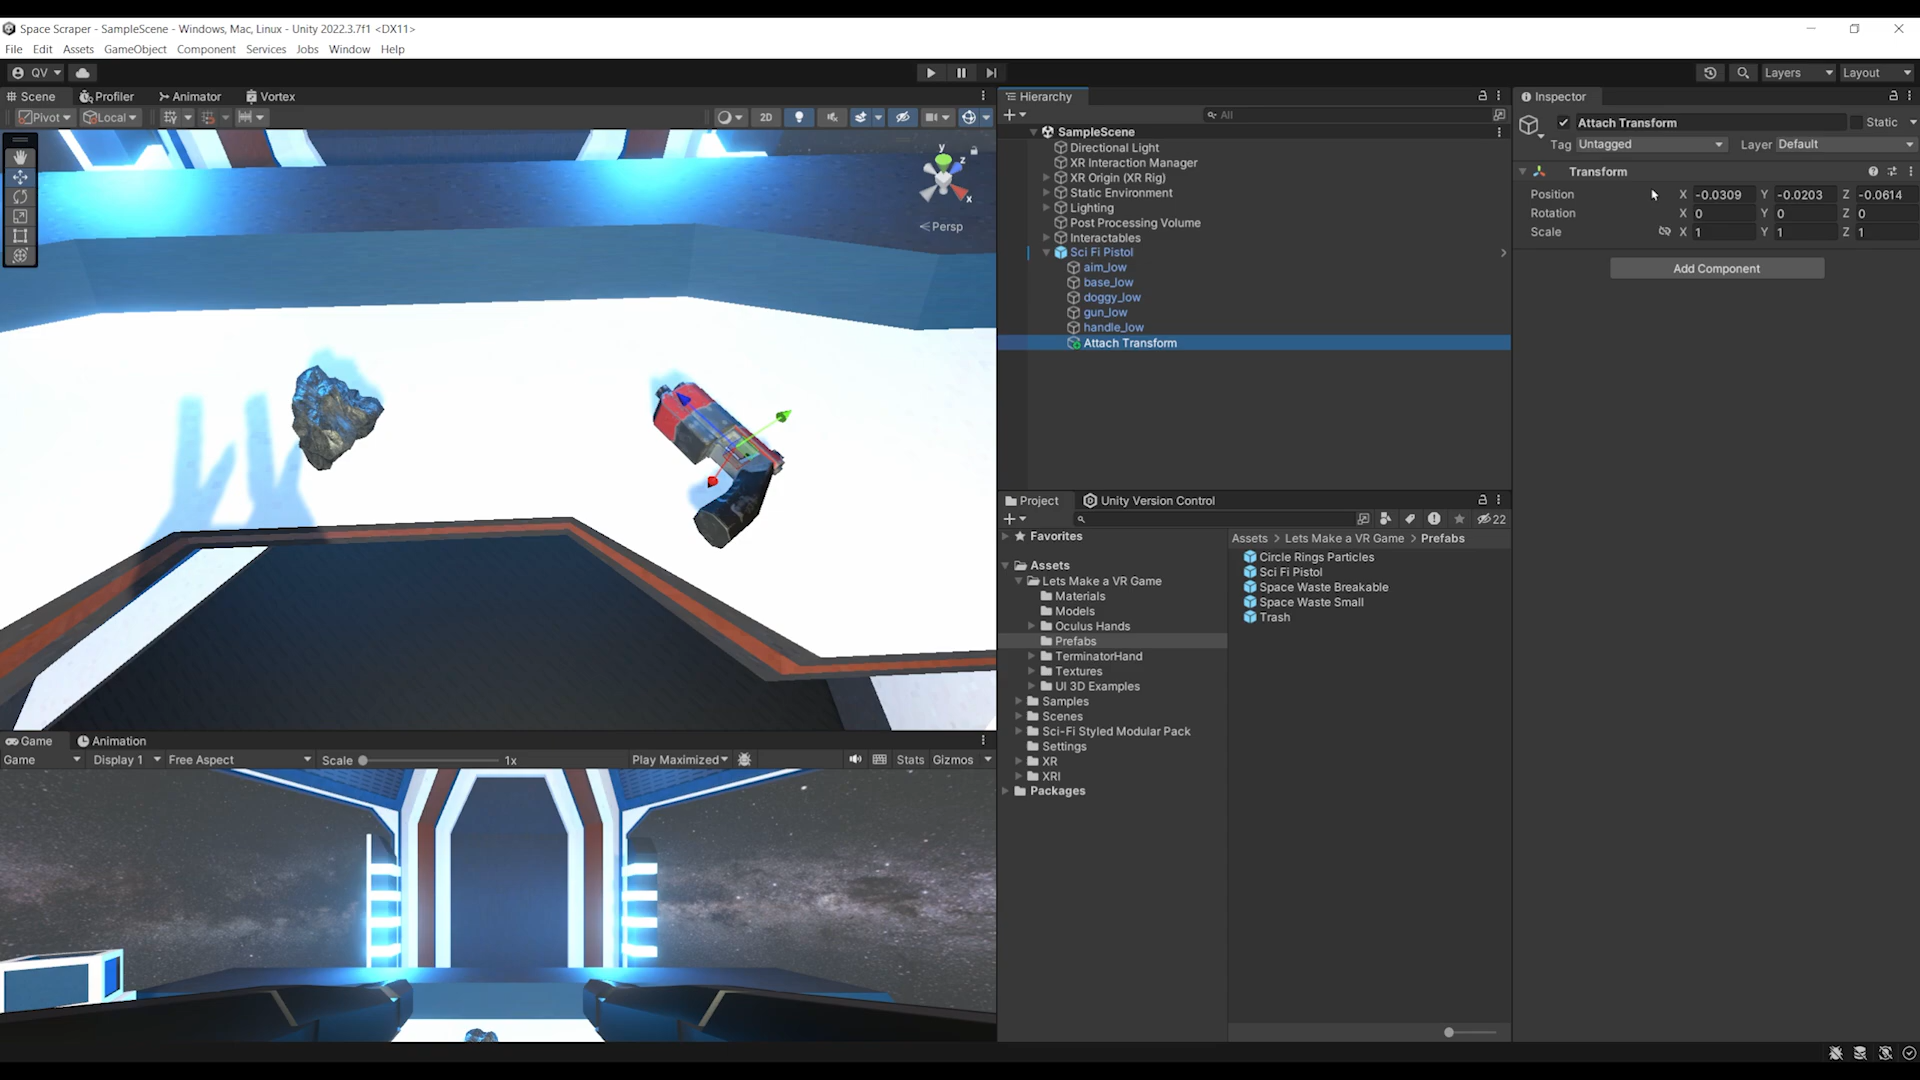 Space Scraper - SampleScene - Windows, Mac, Linux - Unity 2022.3.7f1 <DX11>
File Edit Assets GameObject Component Services Jobs Window Help
QV Layers Layout
Scene Profiler Animator Vortex
Pivot Local 2D
y
z
x
Persp
Hierarchy
All
SampleScene
Directional Light
XR Interaction Manager
XR Origin (XR Rig)
Static Environment
Lighting
Post Processing Volume
Interactables
Sci Fi Pistol
aim_low
base_low
doggy_low
gun_low
handle_low
Attach Transform
Inspector
Attach Transform Static
Tag Untagged Layer Default
Transform
Position X -0.0309 Y -0.0203 Z -0.0614
Rotation X 0 Y 0 Z 0
Scale X 1 Y 1 Z 1
Add Component
Project Unity Version Control
22
Favorites
Assets
Lets Make a VR Game
Materials
Models
Oculus Hands
Prefabs
TerminatorHand
Textures
UI 3D Examples
Samples
Scenes
Sci-Fi Styled Modular Pack
Settings
XR
XRI
Packages
Assets > Lets Make a VR Game > Prefabs
Circle Rings Particles
Sci Fi Pistol
Space Waste Breakable
Space Waste Small
Trash
Game Animation
Game Display 1 Free Aspect Scale 1x Play Maximized Stats Gizmos